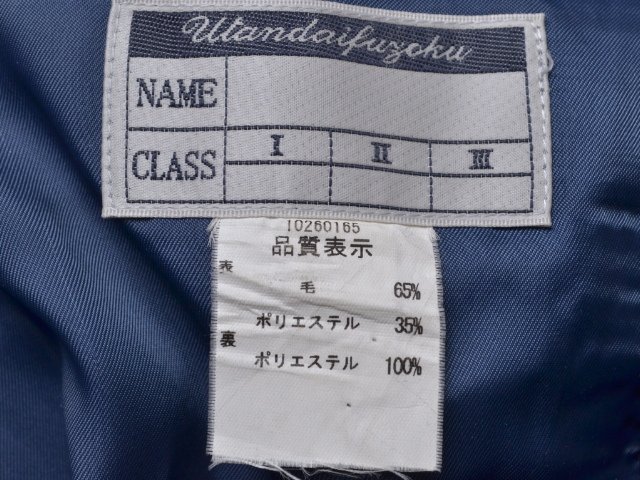 Utandaifuzoku
NAME
CLASS I II III
10260165
品質表示
表
毛 65%
ポリエステル 35%
裏
ポリエステル 100%